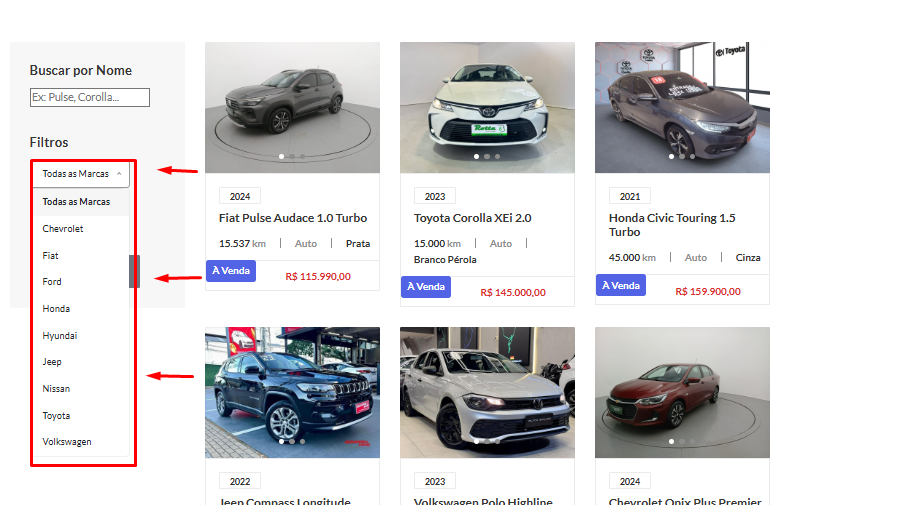 Buscar por Nome
Ex: Pulse, Corolla...
Filtros
Todas as Marcas
Todas as Marcas
Chevrolet
Fiat
Ford
Honda
Hyundai
Jeep
Nissan
Toyota
Volkswagen
2024
Fiat Pulse Audace 1.0 Turbo
15.537 km | Auto | Prata
À Venda
R$ 115.990,00
Rotta
2023
Toyota Corolla XEi 2.0
15.000 km | Auto |
Branco Pérola
À Venda
R$ 145.000,00
Toyota
2021
Honda Civic Touring 1.5
Turbo
45.000 km | Auto | Cinza
À Venda
R$ 159.900,00
2022
Jeep Compass Longitude
2023
Volkswagen Polo Highline
2024
Chevrolet Onix Plus Premier